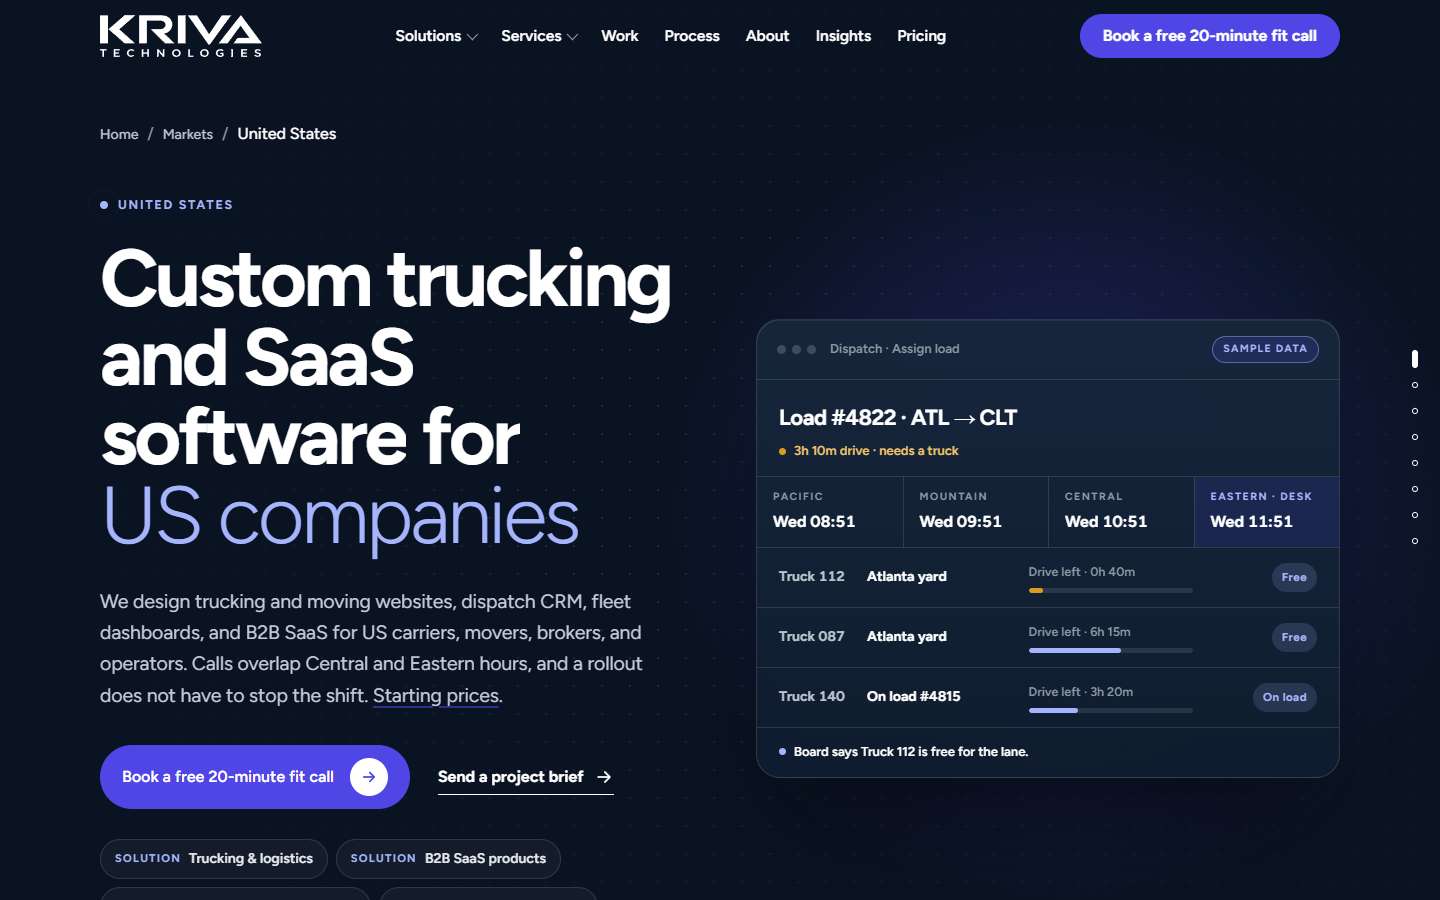 KRIVA
TECHNOLOGIES
Solutions
Services
Work
Process
About
Insights
Pricing
Book a free 20-minute fit call
Home / Markets / United States
UNITED STATES
Custom trucking
and SaaS
software for
US companies
We design trucking and moving websites, dispatch CRM, fleet
dashboards, and B2B SaaS for US carriers, movers, brokers, and
operators. Calls overlap Central and Eastern hours, and a rollout
does not have to stop the shift. Starting prices.
Book a free 20-minute fit call →
Send a project brief →
SOLUTION Trucking & logistics
SOLUTION B2B SaaS products
Dispatch · Assign load
SAMPLE DATA
Load #4822 · ATL → CLT
3h 10m drive · needs a truck
PACIFIC
Wed 08:51
MOUNTAIN
Wed 09:51
CENTRAL
Wed 10:51
EASTERN · DESK
Wed 11:51
Truck 112 Atlanta yard Drive left · 0h 40m Free
Truck 087 Atlanta yard Drive left · 6h 15m Free
Truck 140 On load #4815 Drive left · 3h 20m On load
Board says Truck 112 is free for the lane.